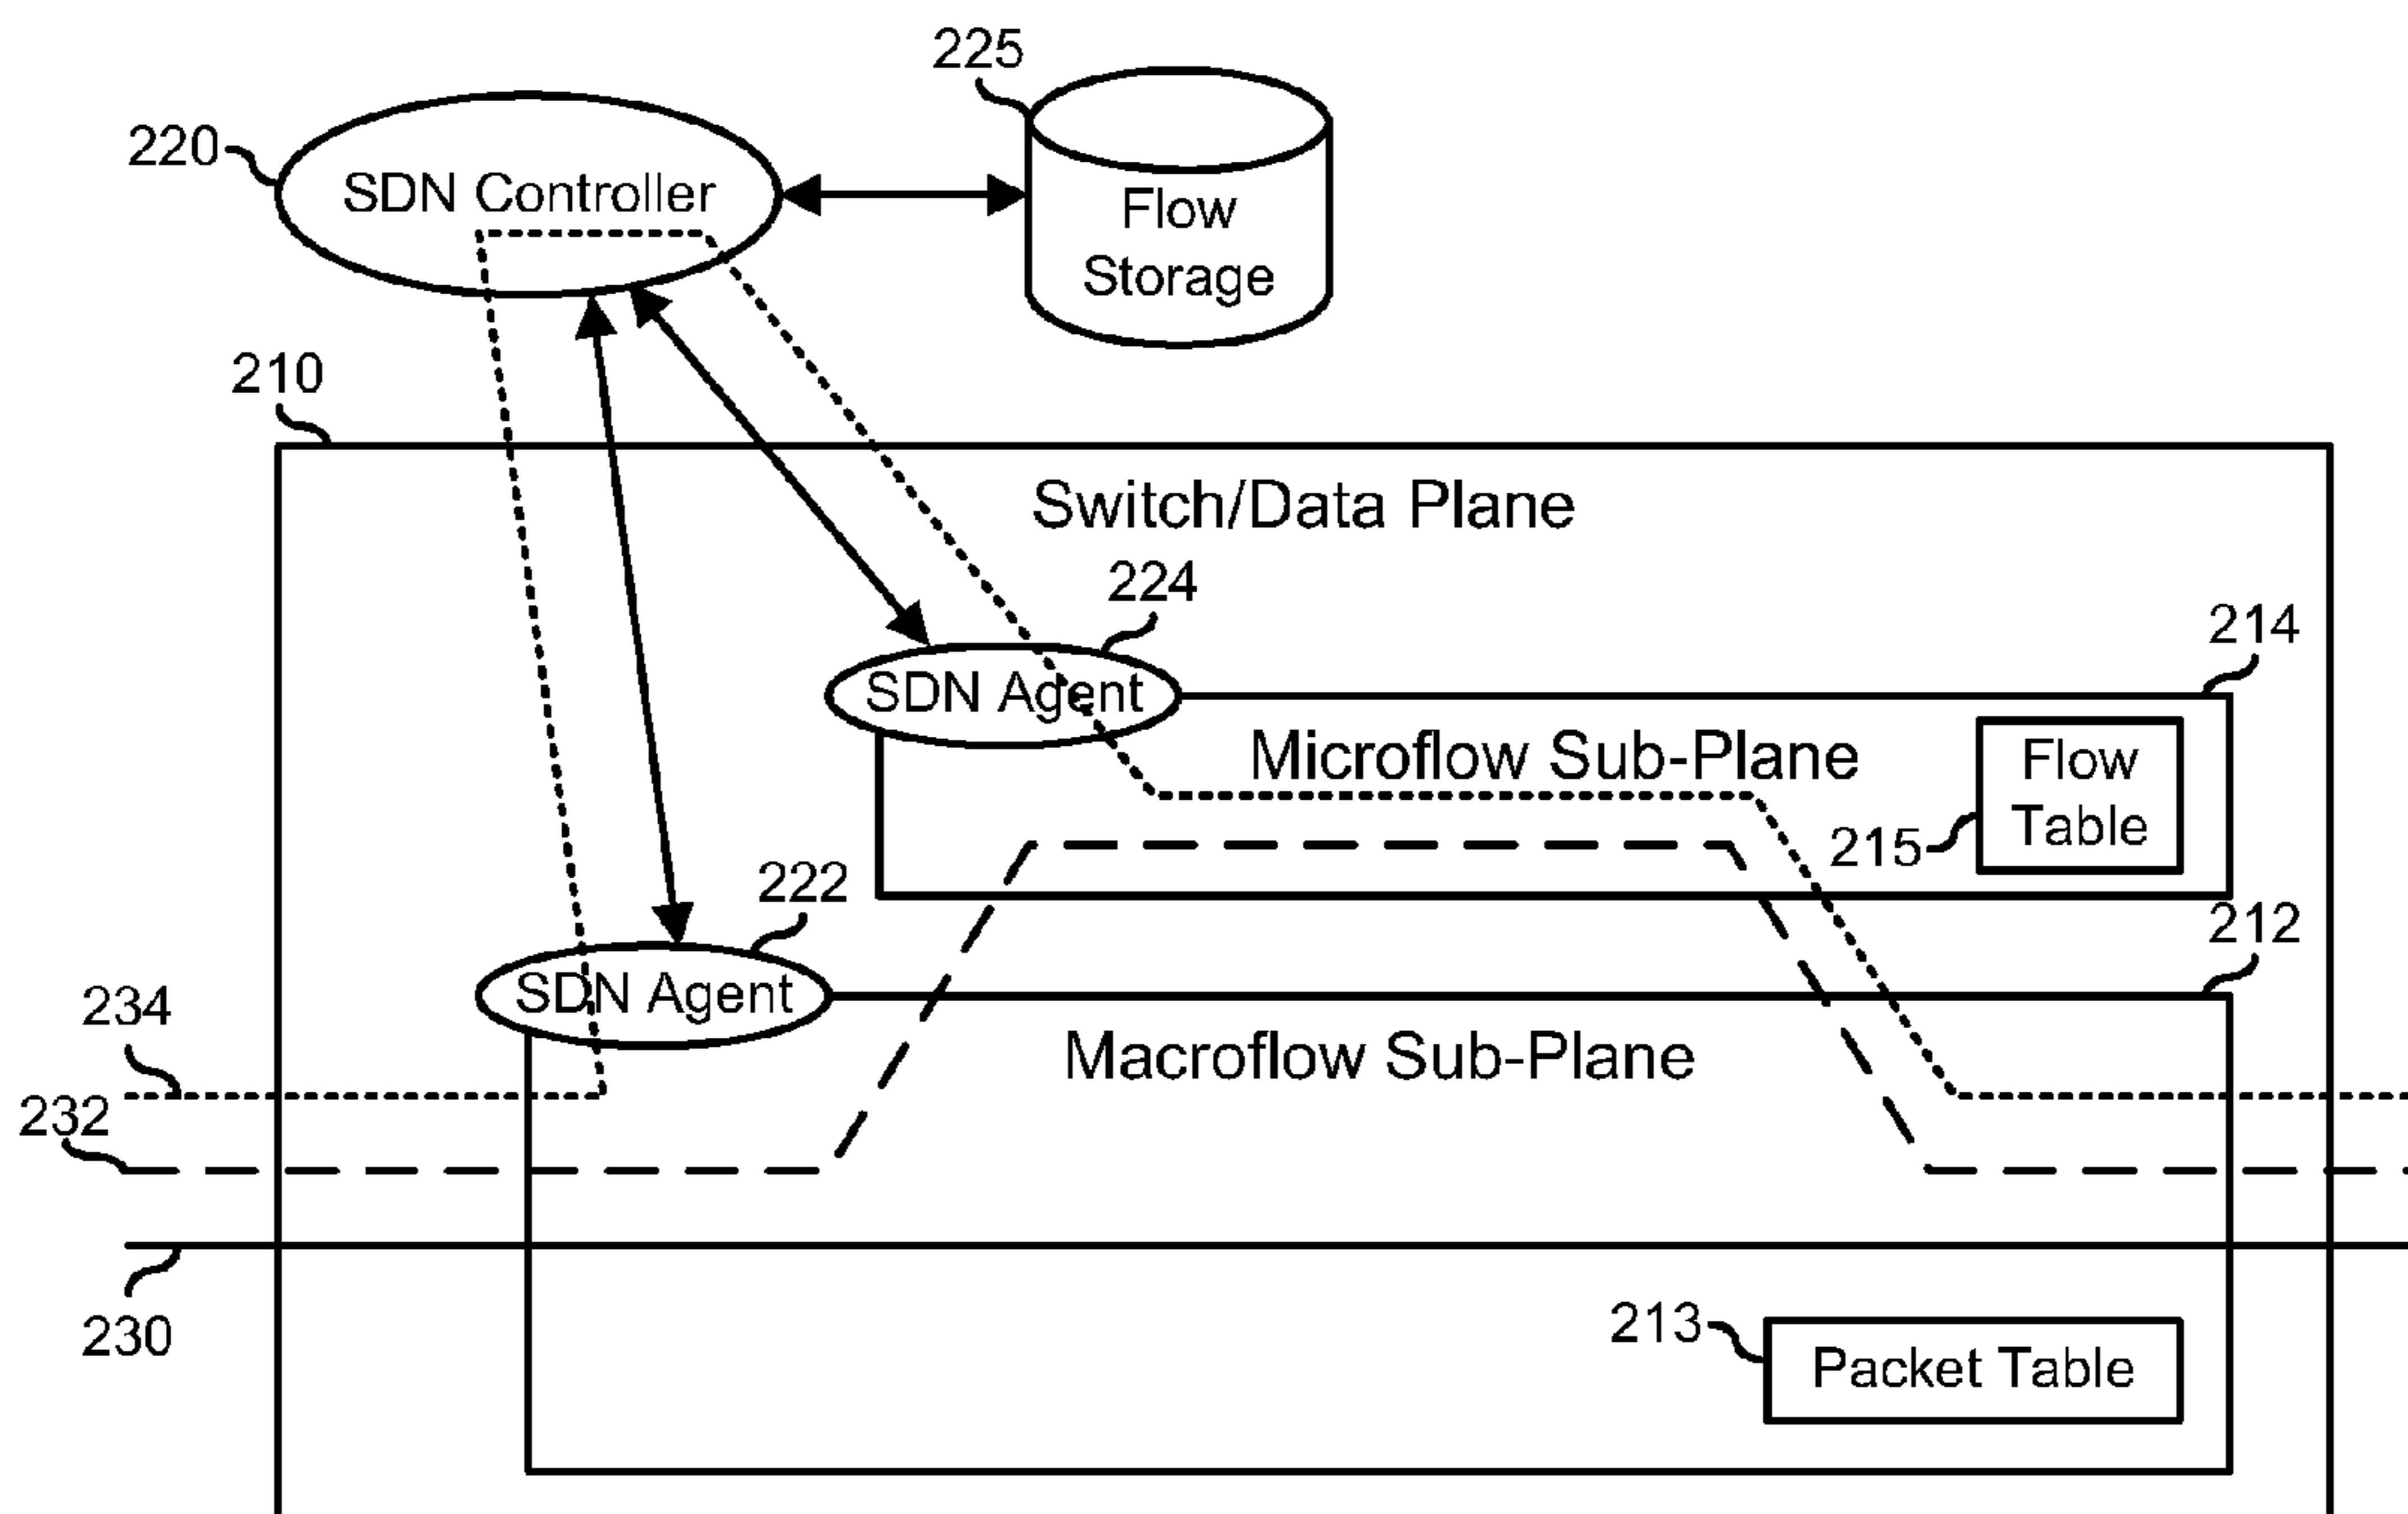 225
220
SDN Controller
Flow
Storage
210
Switch/Data Plane
224
214
SDN Agent
Microflow Sub-Plane
Flow
Table
215
222
212
SDN Agent
234
Macroflow Sub-Plane
232
230
213
Packet Table